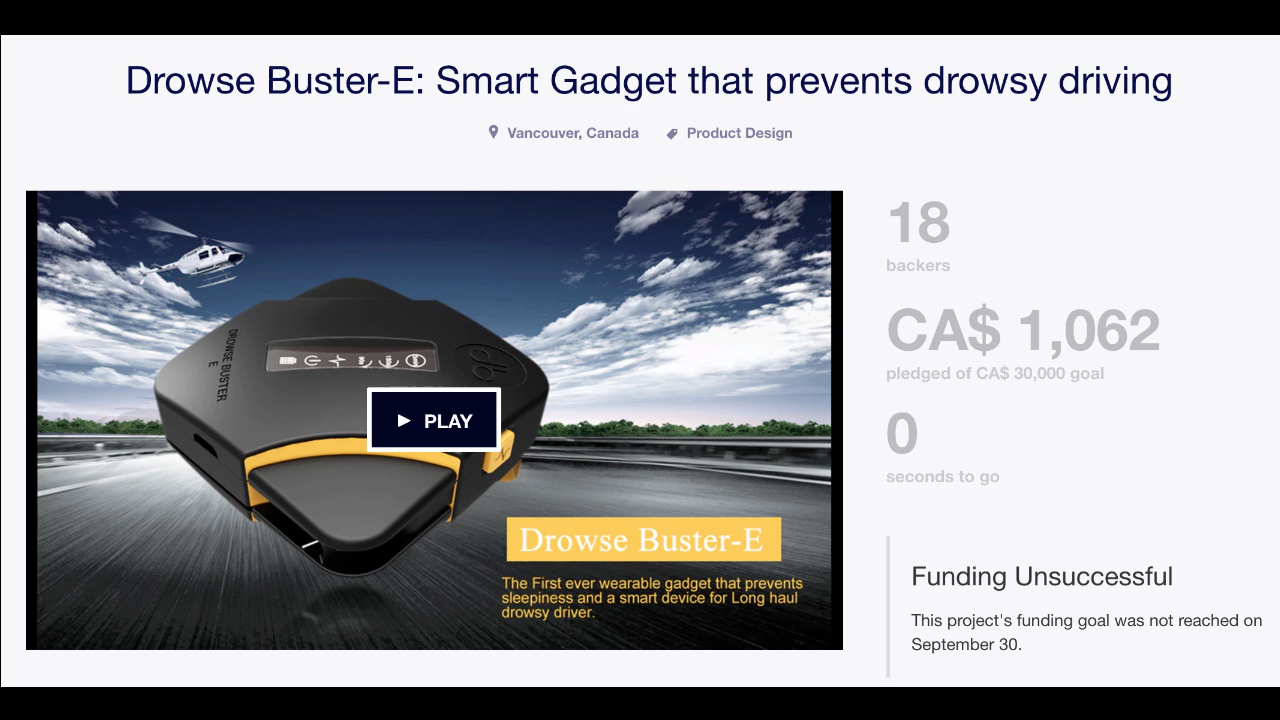 Drowse Buster-E: Smart Gadget that prevents drowsy driving
Vancouver, Canada Product Design
DROWSE BUSTER
E
PLAY
Drowse Buster-E
The First ever wearable gadget that prevents
sleepiness and a smart device for Long haul
drowsy driver.
18
backers
CA$ 1,062
pledged of CA$ 30,000 goal
0
seconds to go
Funding Unsuccessful
This project's funding goal was not reached on
September 30.